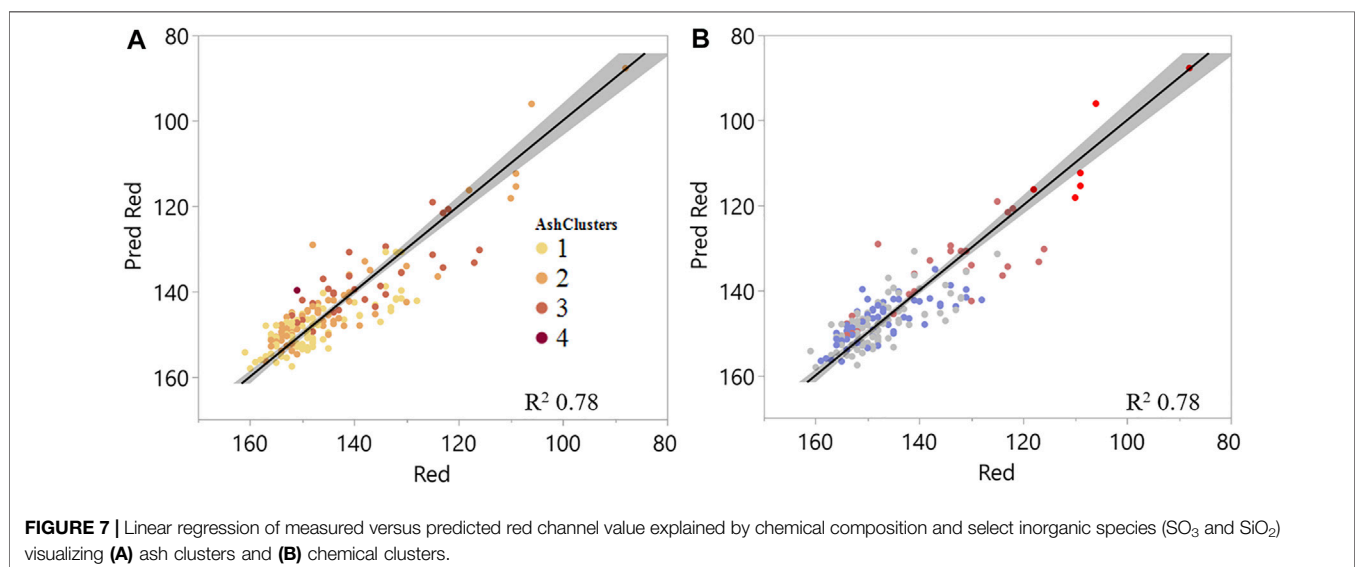 A
B
80
100
120
140
160
Pred Red
AshClusters
1
2
3
4
R² 0.78
160 140 120 100 80
Red
80
100
120
140
160
Pred Red
R² 0.78
160 140 120 100 80
Red
FIGURE 7 | Linear regression of measured versus predicted red channel value explained by chemical composition and select inorganic species (SO₃ and SiO₂)
visualizing (A) ash clusters and (B) chemical clusters.